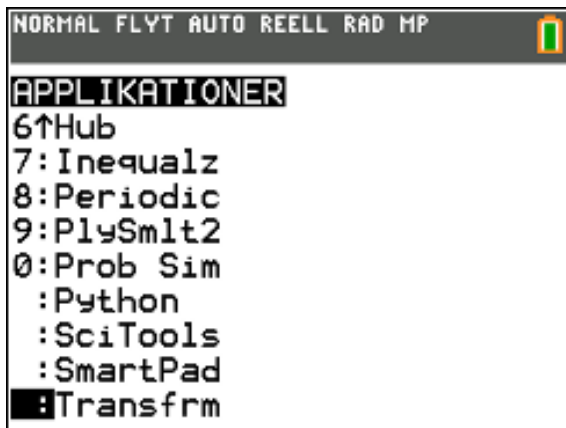 NORMAL FLYT AUTO REELL RAD MP
APPLIKATIONER
6↑Hub
7:Inequalz
8:Periodic
9:PlySmlt2
0:Prob Sim
:Python
:SciTools
:SmartPad
:Transfrm